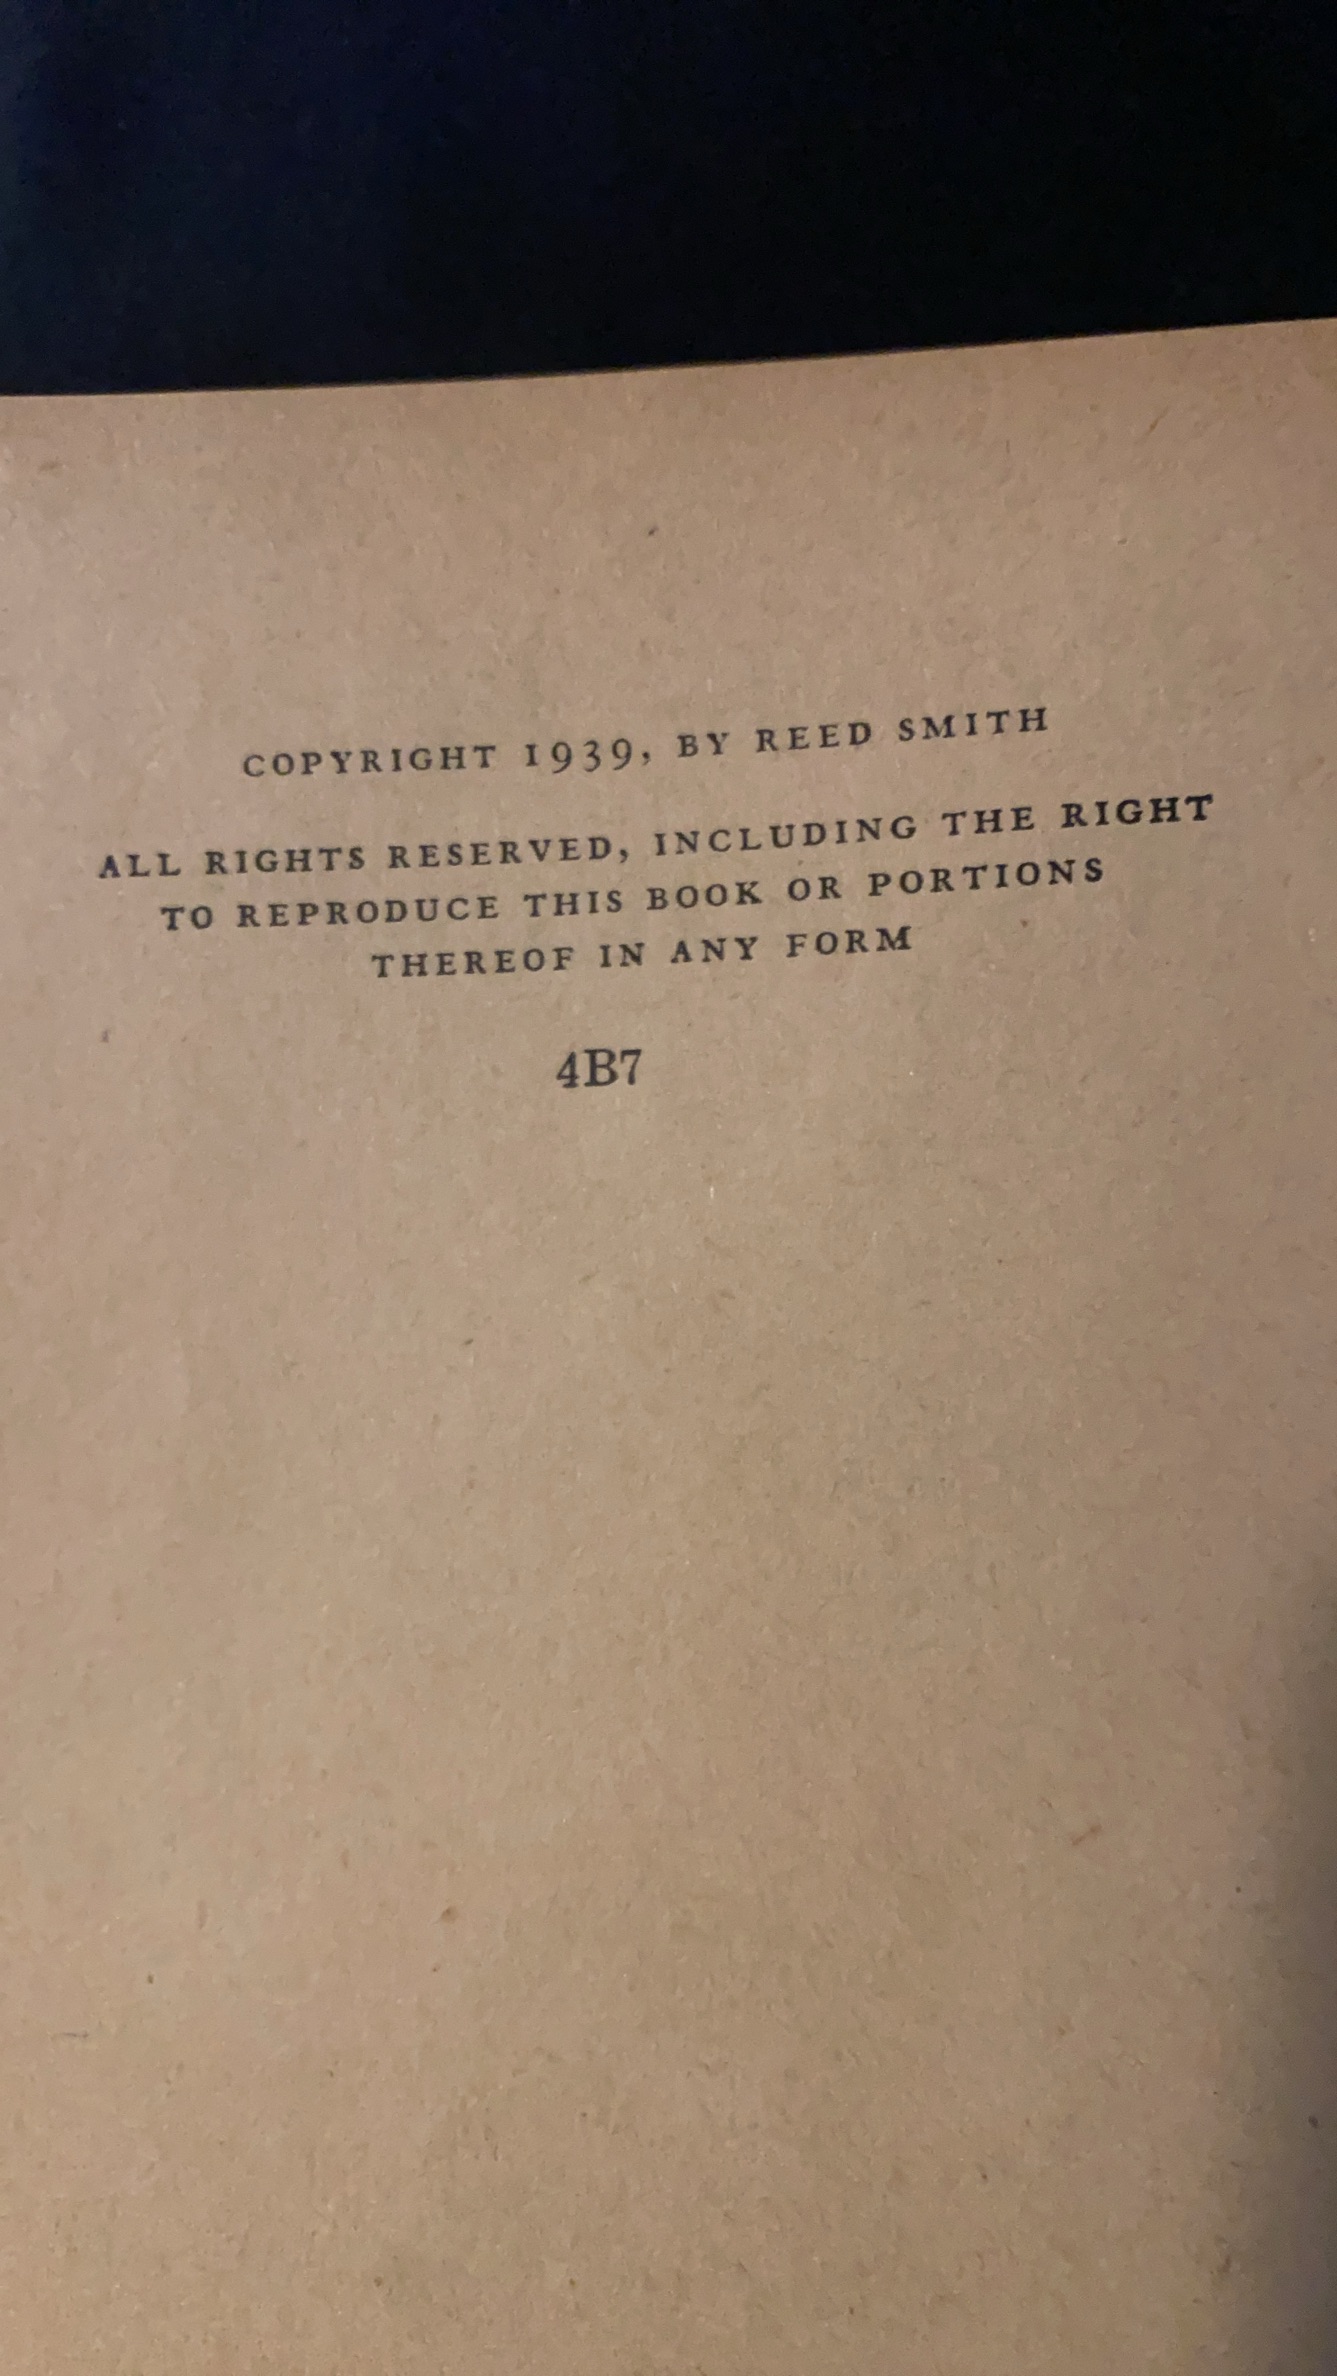 COPYRIGHT 1939, BY REED SMITH
ALL RIGHTS RESERVED, INCLUDING THE RIGHT
TO REPRODUCE THIS BOOK OR PORTIONS
THEREOF IN ANY FORM
4B7